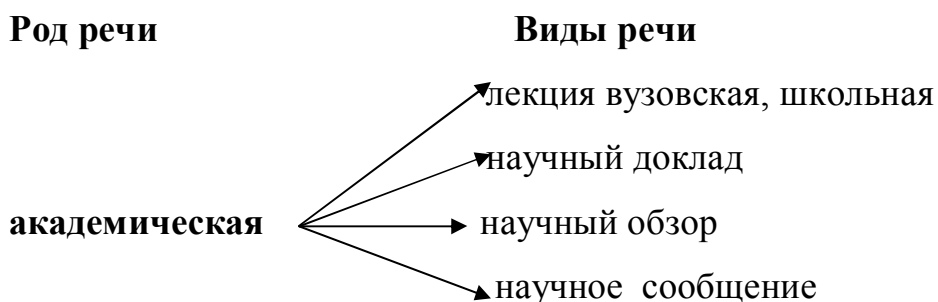 Род речи Виды речи
лекция вузовская, школьная
научный доклад
академическая научный обзор
научное сообщение